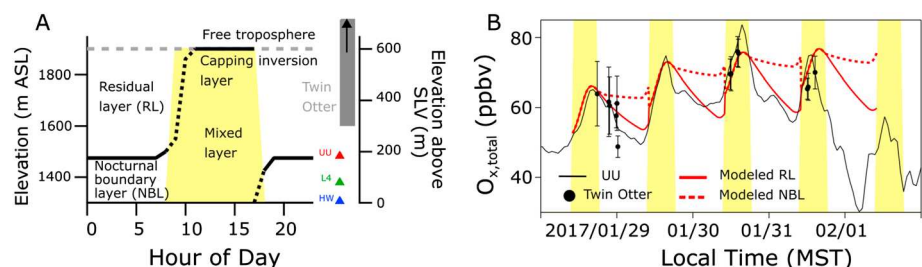 A
Free troposphere
Capping inversion
layer
Residual
layer (RL)
Mixed
layer
Nocturnal
boundary
layer (NBL)
Twin
Otter
UU
L4
HW
Elevation (m ASL)
1800
1600
1400
Elevation above
SLV (m)
600
400
200
0
0
5
10
15
20
Hour of Day
B
O x,total
(ppbv)
80
60
40
UU
Twin Otter
Modeled RL
Modeled NBL
2017/01/29
01/30
01/31
02/01
Local Time (MST)